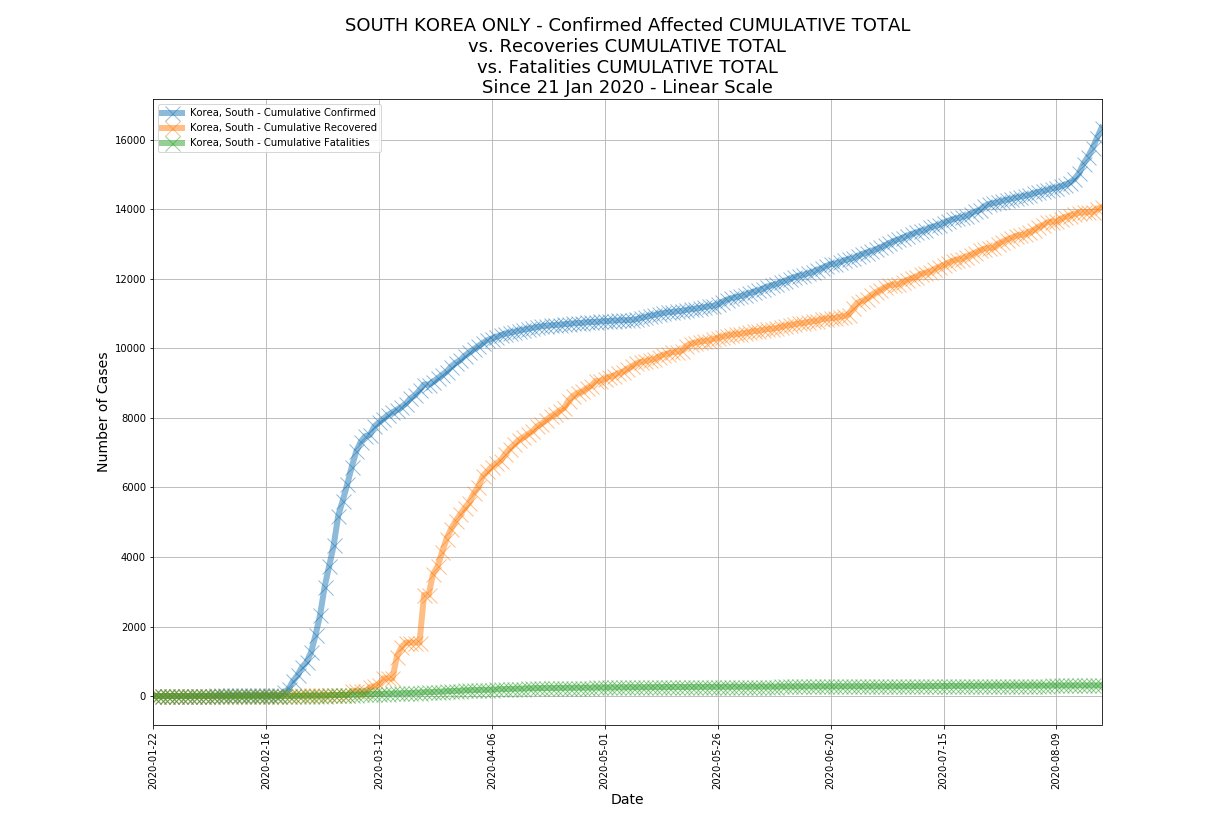 SOUTH KOREA ONLY - Confirmed Affected CUMULATIVE TOTAL
vs. Recoveries CUMULATIVE TOTAL
vs. Fatalities CUMULATIVE TOTAL
Since 21 Jan 2020 - Linear Scale
Korea, South - Cumulative Confirmed
Korea, South - Cumulative Recovered
Korea, South - Cumulative Fatalities
Number of Cases
16000
14000
12000
10000
8000
6000
4000
2000
0
2020-01-22
2020-02-16
2020-03-12
2020-04-06
2020-05-01
2020-05-26
2020-06-20
2020-07-15
2020-08-09
Date